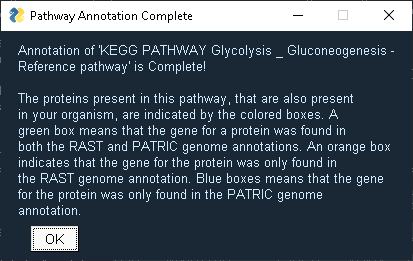 Pathway Annotation Complete
Annotation of 'KEGG PATHWAY Glycolysis _ Gluconeogenesis -
Reference pathway' is Complete!
The proteins present in this pathway, that are also present
in your organism, are indicated by the colored boxes. A
green box means that the gene for a protein was found in
both the RAST and PATRIC genome annotations. An orange box
indicates that the gene for the protein was only found in
the RAST genome annotation. Blue boxes means that the gene
for the protein was only found in the PATRIC genome
annotation.
OK